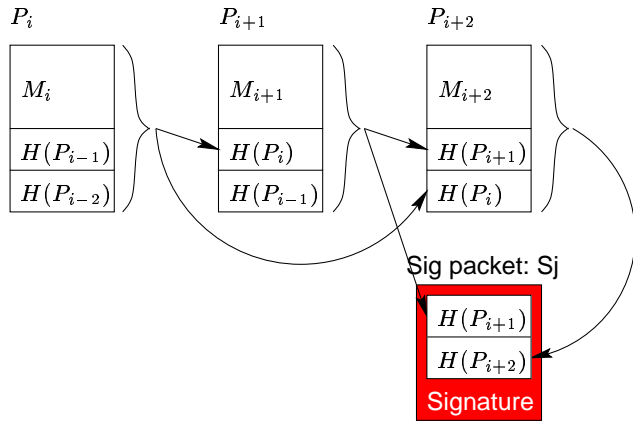 P_i P_{i+1} P_{i+2}
M_i M_{i+1} M_{i+2}
H(P_{i-1}) H(P_i) H(P_{i+1})
H(P_{i-2}) H(P_{i-1}) H(P_i)
Sig packet: Sj
H(P_{i+1})
H(P_{i+2})
Signature